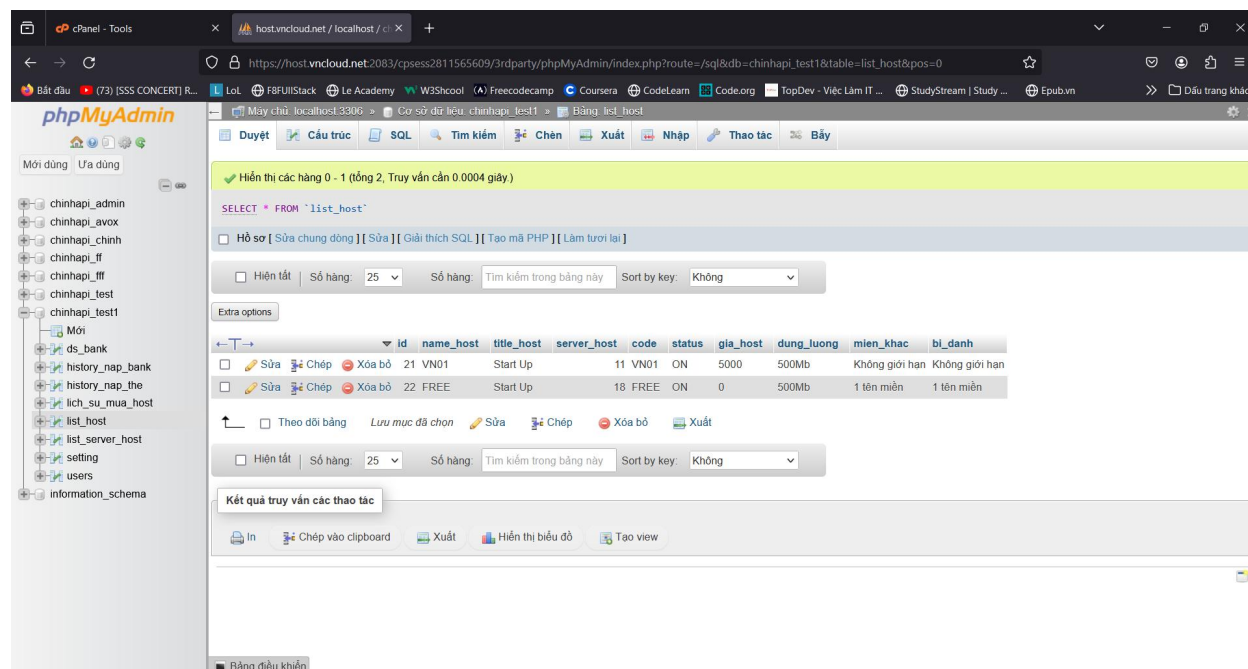 cPanel - Tools
host.vncloud.net / localhost / ch
https://host.vncloud.net:2083/cpsess2811565609/3rdparty/phpMyAdmin/index.php?route=/sql&db=chinhapi_test1&table=list_host&pos=0
Bắt đầu (73) [SSS CONCERT] R... LoL F8FUllStack Le Academy W3Shcool Freecodecamp Coursera CodeLearn Code.org TopDev - Việc Làm IT ... StudyStream | Study ... Epub.vn Dấu trang khác
phpMyAdmin
Mới dùng Ưa dùng
chinhapi_admin
chinhapi_avox
chinhapi_chinh
chinhapi_ff
chinhapi_fff
chinhapi_test
chinhapi_test1
Mới
ds_bank
history_nap_bank
history_nap_the
lich_su_mua_host
list_host
list_server_host
setting
users
information_schema
Máy chủ: localhost:3306 » Cơ sở dữ liệu: chinhapi_test1 » Bảng: list_host
Duyệt Cấu trúc SQL Tìm kiếm Chèn Xuất Nhập Thao tác Bẫy
Hiển thị các hàng 0 - 1 (tổng 2, Truy vấn cần 0.0004 giây.)
SELECT * FROM `list_host`
Hồ sơ [ Sửa chung dòng ] [ Sửa ] [ Giải thích SQL ] [ Tạo mã PHP ] [ Làm tươi lại ]
Hiện tất | Số hàng: 25 Số hàng: Tìm kiếm trong bảng này Sort by key: Không
Extra options
←T→ id name_host title_host server_host code status gia_host dung_luong mien_khac bi_danh
Sửa Chép Xóa bỏ 21 VN01 Start Up 11 VN01 ON 5000 500Mb Không giới hạn Không giới hạn
Sửa Chép Xóa bỏ 22 FREE Start Up 18 FREE ON 0 500Mb 1 tên miền 1 tên miền
Theo dõi bảng Lưu mục đã chọn Sửa Chép Xóa bỏ Xuất
Hiện tất | Số hàng: 25 Số hàng: Tìm kiếm trong bảng này Sort by key: Không
Kết quả truy vấn các thao tác
In Chép vào clipboard Xuất Hiển thị biểu đồ Tạo view
Bảng điều khiển